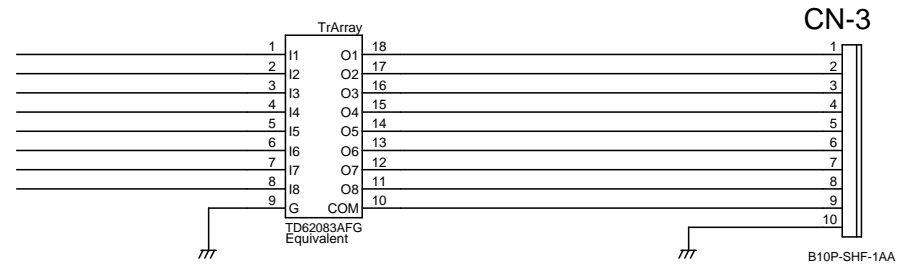 CN-3
TrArray
1 I1 O1 18 1
2 I2 O2 17 2
3 I3 O3 16 3
4 I4 O4 15 4
5 I5 O5 14 5
6 I6 O6 13 6
7 I7 O7 12 7
8 I8 O8 11 8
9 G COM 10 9
10
TD62083AFG
Equivalent
B10P-SHF-1AA